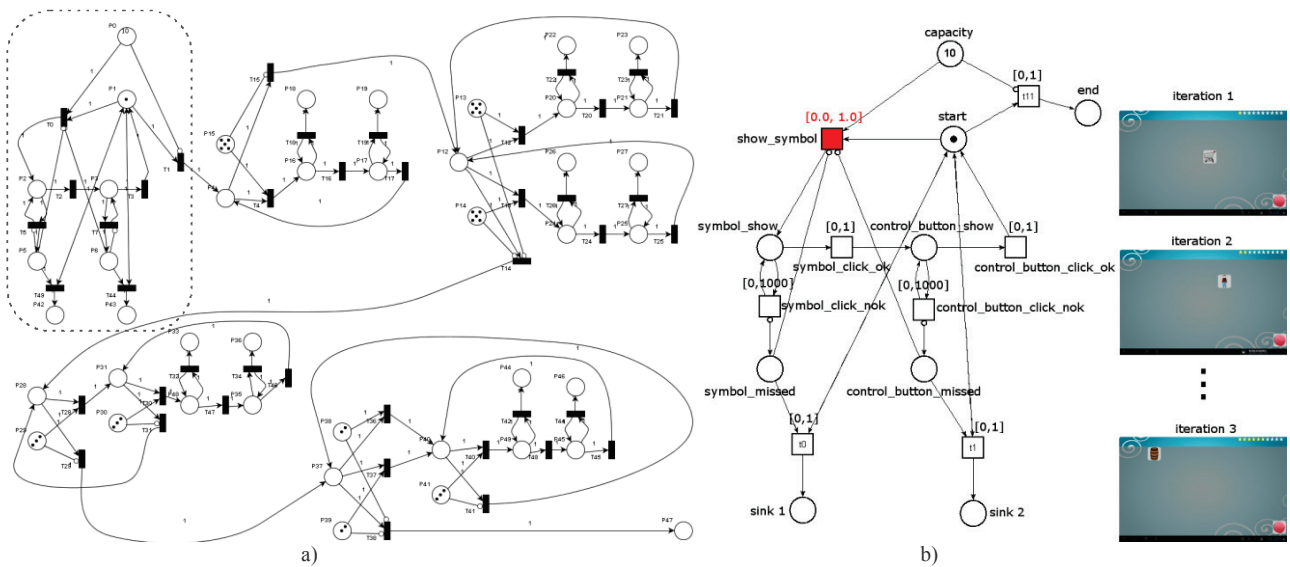 P0
10
P1
T0
P2
P3
T2
T3
T1
T5
T7
P5
P6
T49
T44
P42
P43
T15
P15
P18
P19
T18
T19
P16
P17
T4
T16
T17
P22
P23
T22
T23
P13
P20
P21
T12
T20
T21
P12
P26
P27
T26
T27
P14
T24
T25
T14
P33
P36
P31
T33
T34
P28
T28
P30
T30
P35
T47
P29
T31
T29
P44
P46
P38
T36
T42
T44
P40
P49
P45
T40
T48
T45
P37
T37
P41
T41
P39
T38
P47
a)
capacity
10
[0,1]
t11
end
[0.0, 1.0]
show_symbol
start
symbol_show
[0,1]
control_button_show
[0,1]
symbol_click_ok
control_button_click_ok
[0,1000]
[0,1000]
symbol_click_nok
control_button_click_nok
symbol_missed
control_button_missed
[0,1]
[0,1]
t0
t1
sink 1
sink 2
b)
iteration 1
iteration 2
iteration 3